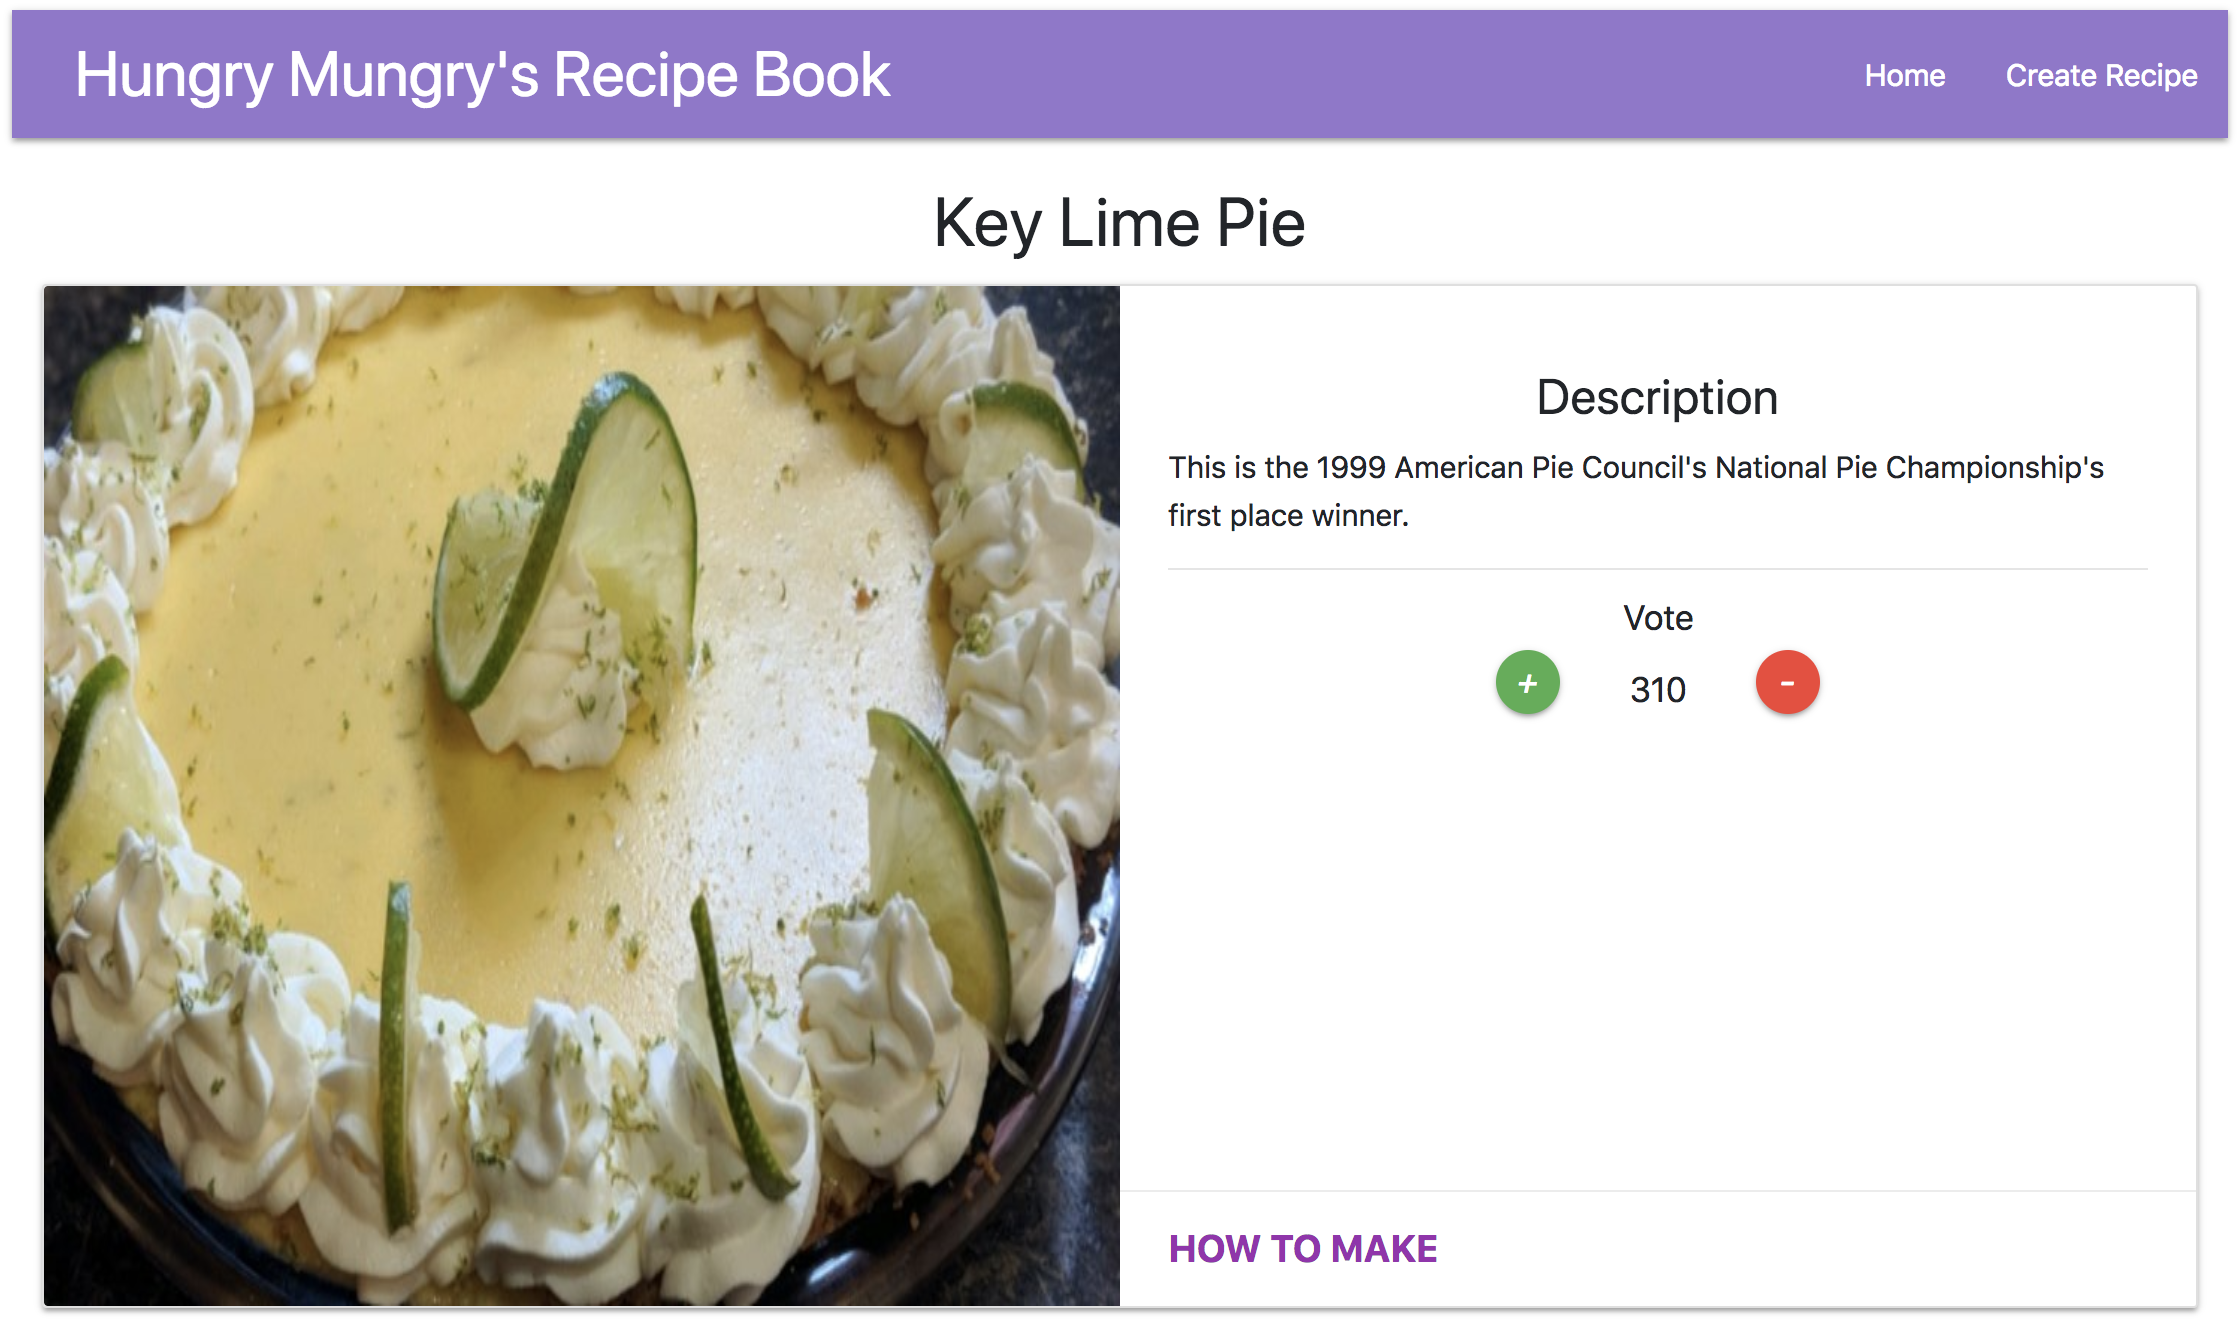 Hungry Mungry's Recipe Book
Home
Create Recipe
Key Lime Pie
Description
This is the 1999 American Pie Council's National Pie Championship's
first place winner.
Vote
+
310
-
HOW TO MAKE